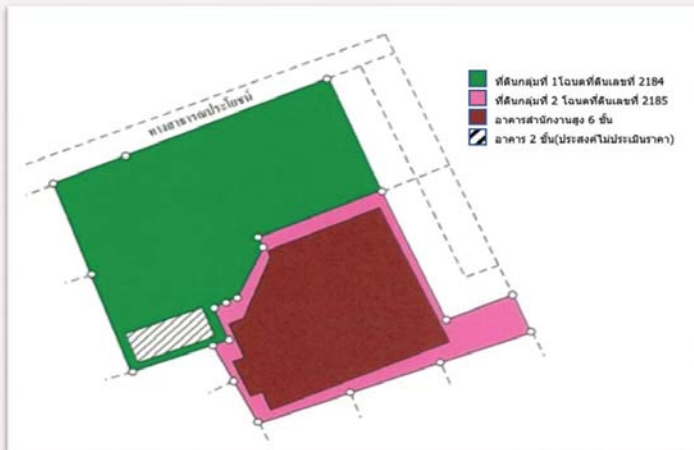 ทางสาธารณประโยชน์
ที่ดินกลุ่มที่ 1โฉนดที่ดินเลขที่ 2184
ที่ดินกลุ่มที่ 2 โฉนดที่ดินเลขที่ 2185
อาคารสำนักงานสูง 6 ชั้น
อาคาร 2 ชั้น(ประสงค์ไม่ประเมินราคา)